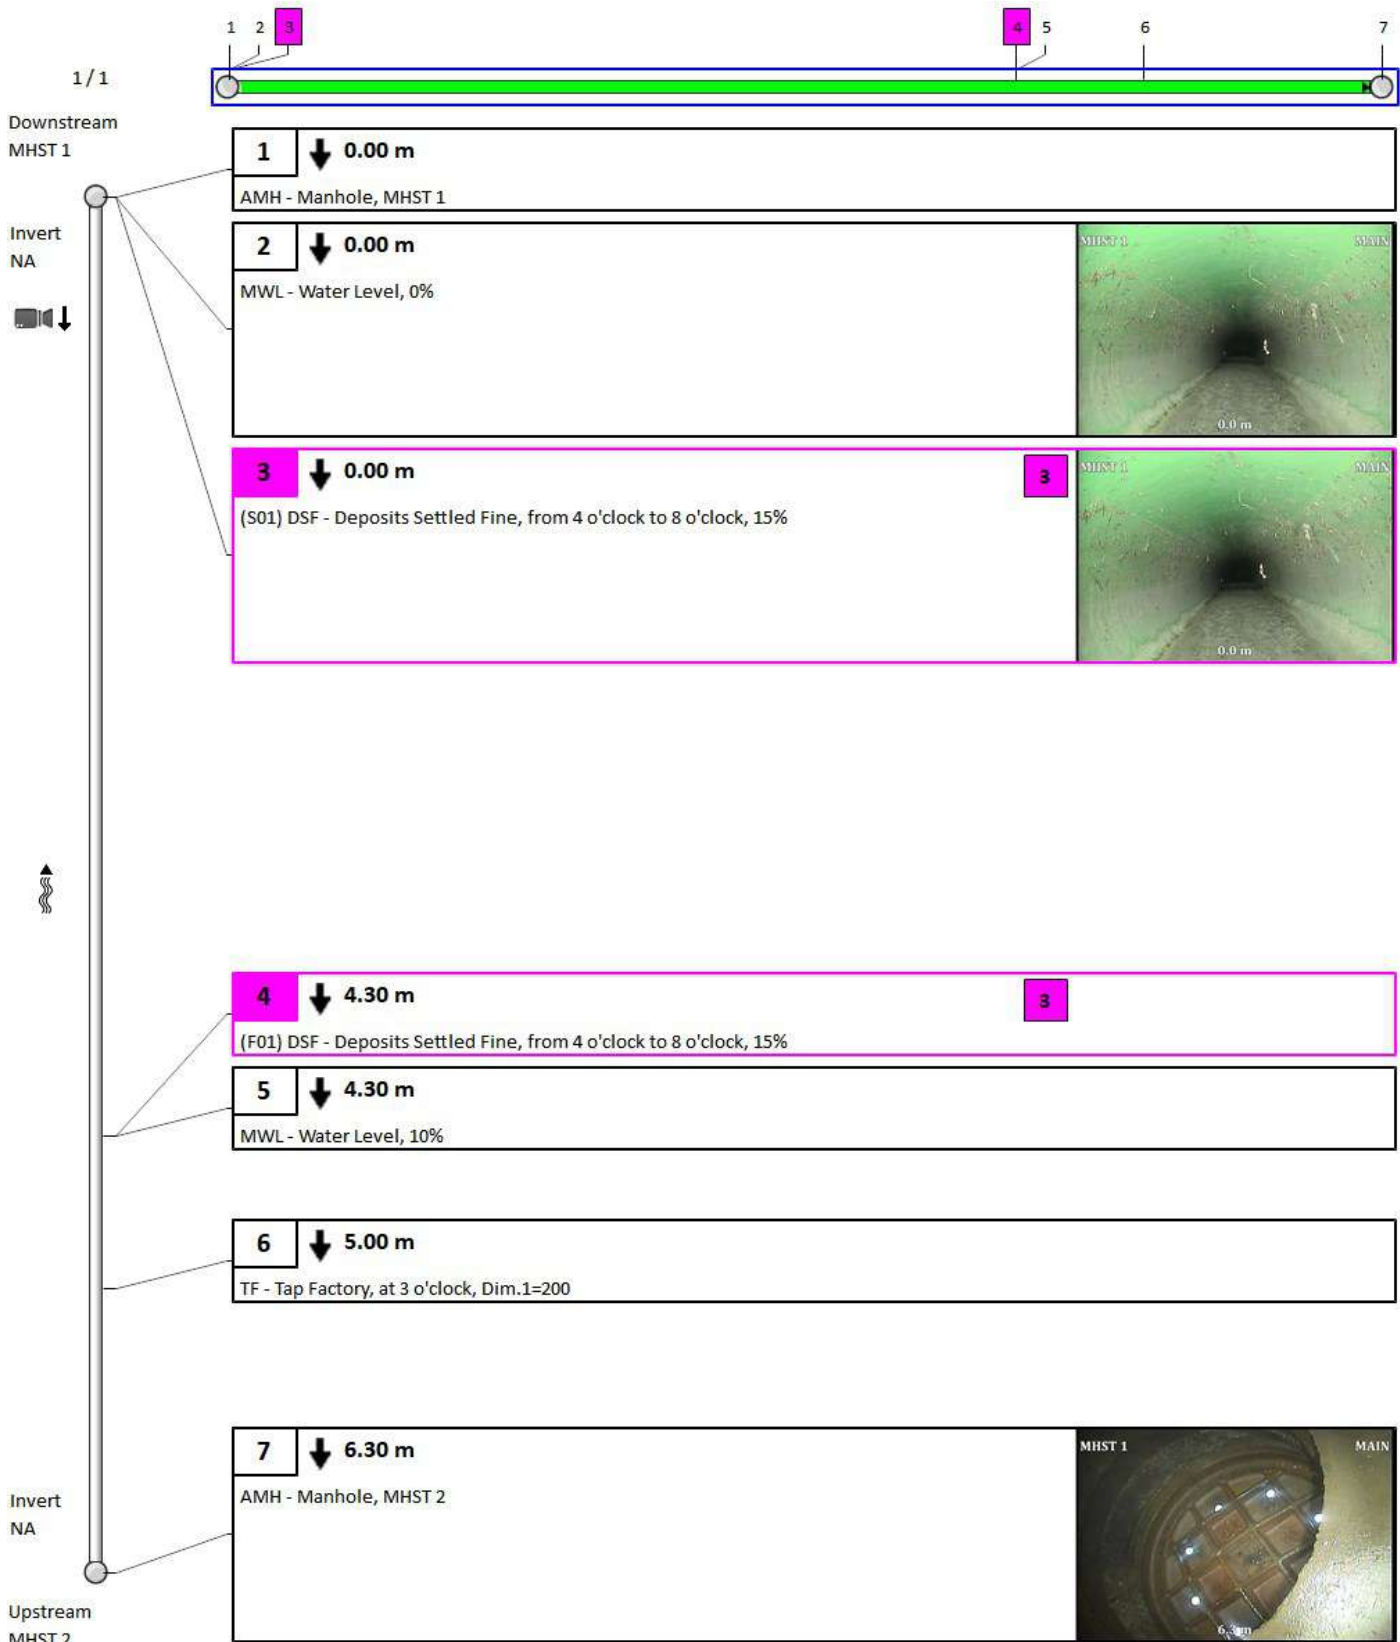 1 2 3 4 5 6 7
1 / 1
Downstream
MHST 1
1 0.00 m
AMH - Manhole, MHST 1
Invert
NA
2 0.00 m
MWL - Water Level, 0%
MHST 1 MAIN
0.0 m
3 0.00 m 3
(S01) DSF - Deposits Settled Fine, from 4 o'clock to 8 o'clock, 15%
MHST 1 MAIN
0.0 m
4 4.30 m 3
(F01) DSF - Deposits Settled Fine, from 4 o'clock to 8 o'clock, 15%
5 4.30 m
MWL - Water Level, 10%
6 5.00 m
TF - Tap Factory, at 3 o'clock, Dim.1=200
7 6.30 m
AMH - Manhole, MHST 2
MHST 1 MAIN
6.3 m
Invert
NA
Upstream
MHST 2